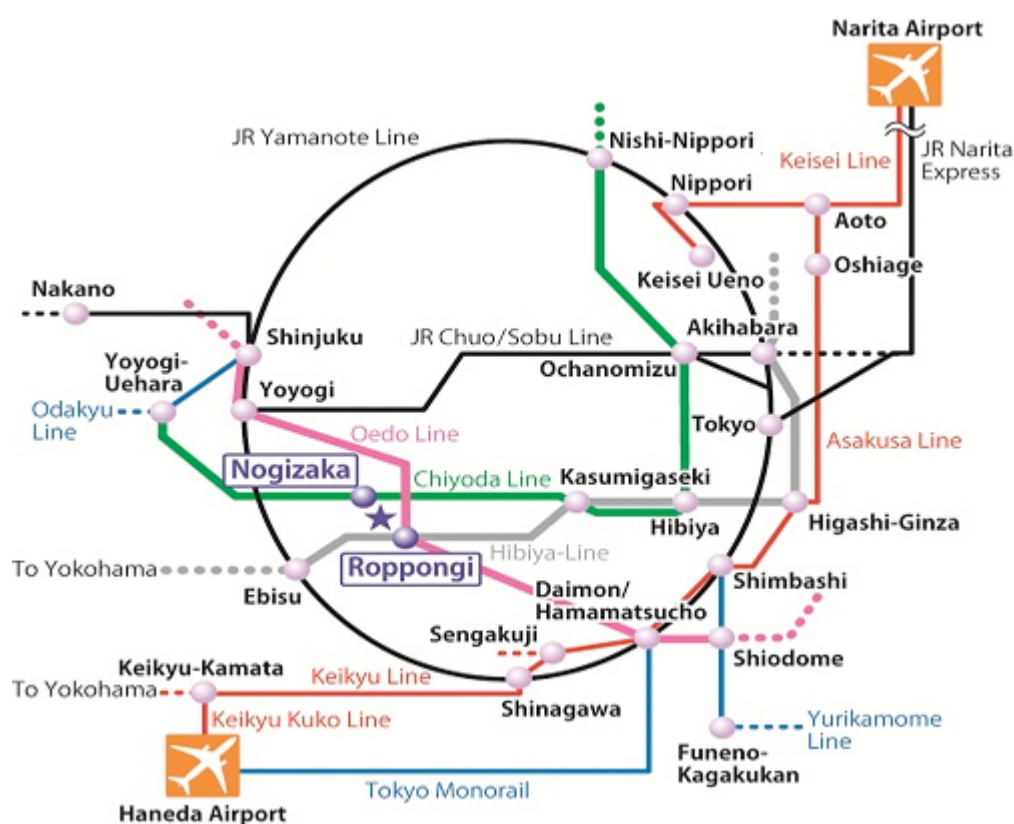 Narita Airport
JR Yamanote Line
Nishi-Nippori
Keisei Line
JR Narita
Express
Nippori
Aoto
Oshiage
Keisei Ueno
Nakano
Shinjuku
JR Chuo/Sobu Line
Akihabara
Yoyogi-
Uehara
Ochanomizu
Yoyogi
Odakyu
Line
Oedo Line
Tokyo
Asakusa Line
Nogizaka
Chiyoda Line
Kasumigaseki
Hibiya
Higashi-Ginza
Hibiya-Line
Roppongi
To Yokohama
Ebisu
Shimbashi
Daimon/
Hamamatsucho
Sengakuji
Shiodome
Keikyu-Kamata
To Yokohama
Keikyu Line
Shinagawa
Keikyu Kuko Line
Yurikamome
Line
Funeno-
Kagakukan
Tokyo Monorail
Haneda Airport